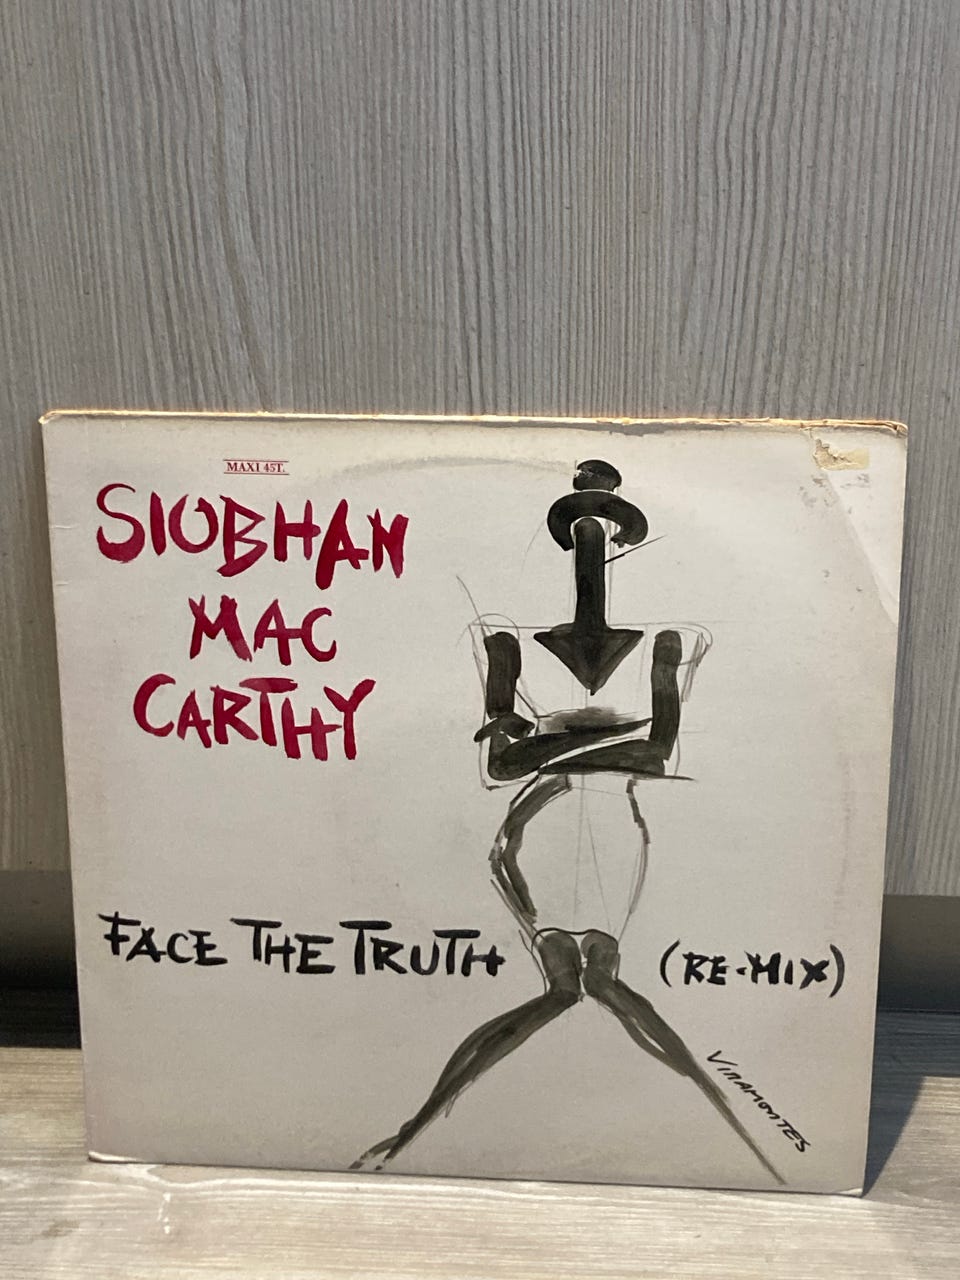 MAXI 45T.
SIOBHAN
MAC
CARTHY
FACE THE TRUTH (RE-MIX)
VIRAMONTES